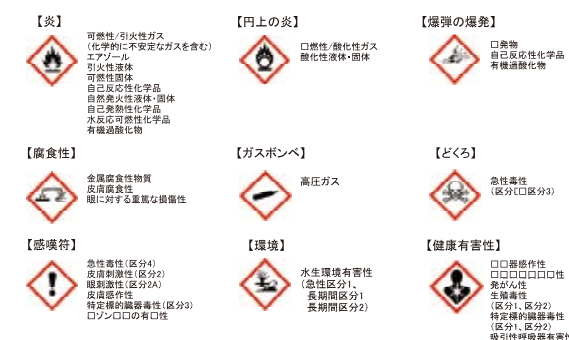 【炎】
可燃性/引火性ガス
(化学的に不安定なガスを含む)
エアゾール
引火性液体
可燃性固体
自己反応性化学品
自然発火性液体・固体
自己発熱性化学品
水反応可燃性化学品
有機過酸化物
【円上の炎】
□燃性/酸化性ガス
酸化性液体・固体
【爆弾の爆発】
□発物
自己反応性化学品
有機過酸化物
【腐食性】
金属腐食性物質
皮膚腐食性
眼に対する重篤な損傷性
【ガスボンベ】
高圧ガス
【どくろ】
急性毒性
(区分[□区分3)
【感嘆符】
急性毒性(区分4)
皮膚刺激性(区分2)
眼刺激性(区分2A)
皮膚感作性
特定標的臓器毒性(区分3)
□ゾン□□の有□性
【環境】
水生環境有害性
(急性区分1、
長期間区分1
長期間区分2)
【健康有害性】
□□器感作性
□□□□□□□性
発がん性
生殖毒性
(区分1、区分2)
特定標的臓器毒性
(区分1、区分2)
吸引性呼吸器有害性